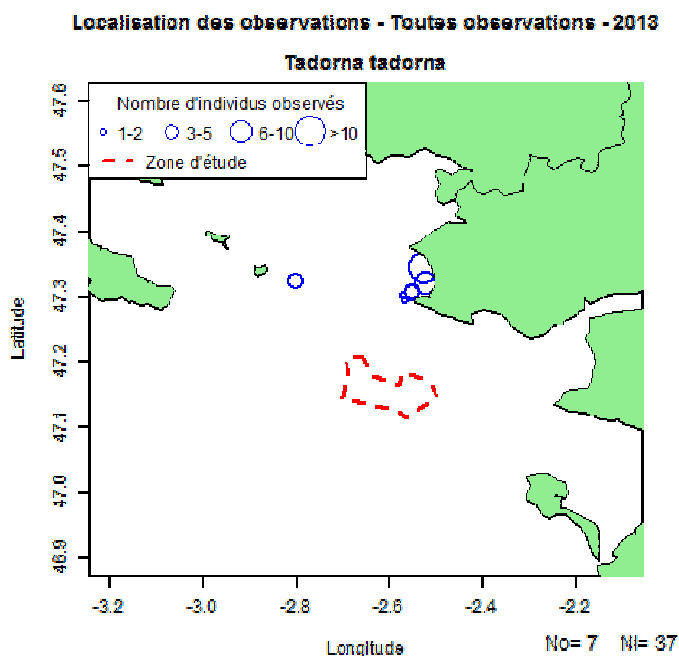 Localisation des observations - Toutes observations - 2013
Tadorna tadorna
Nombre d'individus observés
1-2 3-5 6-10 >10
Zone d'étude
Latitude
47.6
47.5
47.4
47.3
47.2
47.1
47.0
46.9
-3.2 -3.0 -2.8 -2.6 -2.4 -2.2
Longitude
No= 7 NI= 37